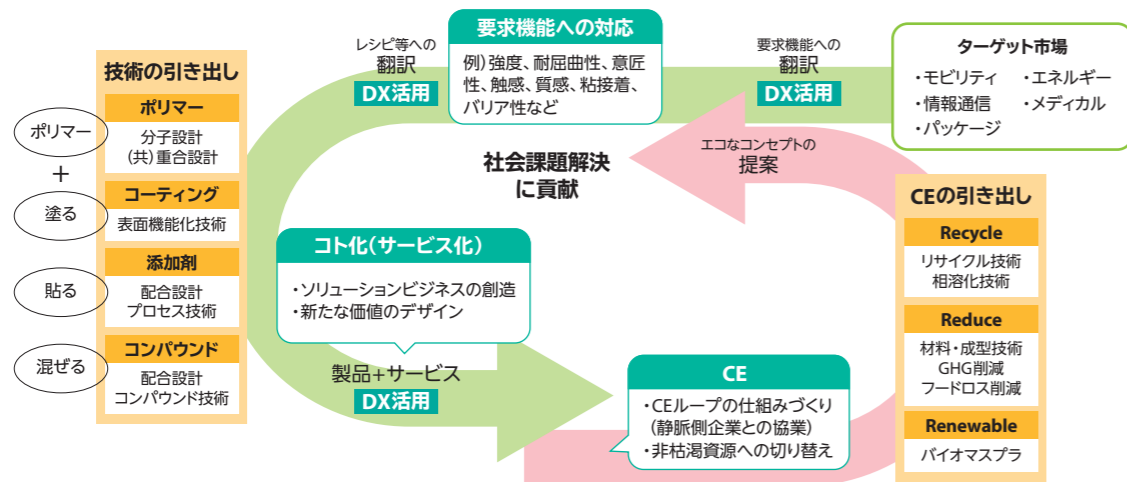 ポリマー
+
塗る
貼る
混ぜる
技術の引き出し
ポリマー
分子設計
(共)重合設計
コーティング
表面機能化技術
添加剤
配合設計
プロセス技術
コンパウンド
配合設計
コンパウンド技術
レシピ等への
翻訳
DX活用
要求機能への対応
例)強度、耐屈曲性、意匠
性、触感、質感、粘接着、
バリア性など
要求機能への
翻訳
DX活用
ターゲット市場
・モビリティ ・エネルギー
・情報通信 ・メディカル
・パッケージ
社会課題解決
に貢献
エコなコンセプトの
提案
コト化(サービス化)
・ソリューションビジネスの創造
・新たな価値のデザイン
製品+サービス
DX活用
CE
・CEループの仕組みづくり
(静脈側企業との協業)
・非枯渇資源への切り替え
CEの引き出し
Recycle
リサイクル技術
相溶化技術
Reduce
材料・成型技術
GHG削減
フードロス削減
Renewable
バイオマスプラ